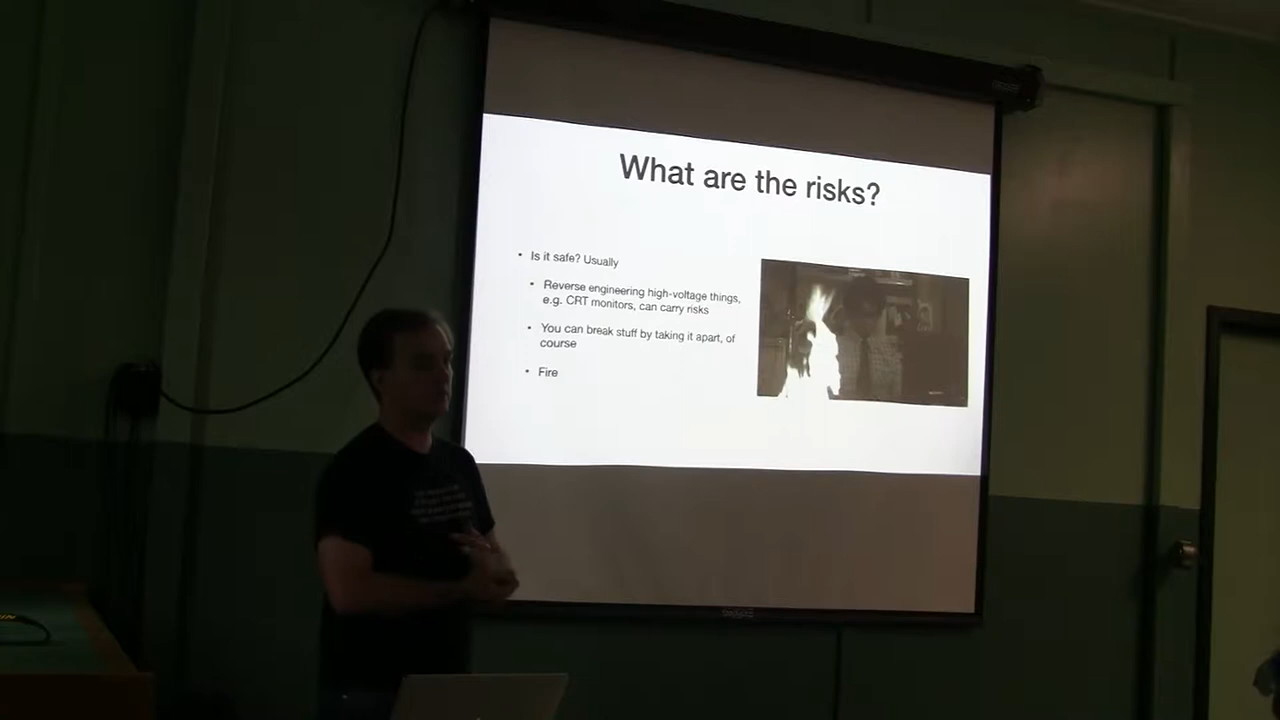 What are the risks?
• Is it safe? Usually
• Reverse engineering high-voltage things,
e.g. CRT monitors, can carry risks
• You can break stuff by taking it apart, of
course
• Fire